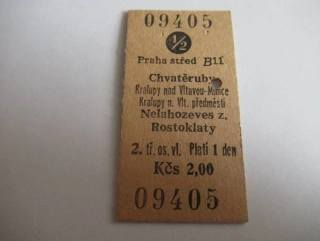 09405
1/2
Praha střed B11
Chvatěruby
Kralupy nad Vltavou-Minice
Kralupy n. Vlt. předměstí
Nelahozeves z.
Rostoklaty
2. tř. os. vl. Platí 1 den
Kčs 2,00
09405